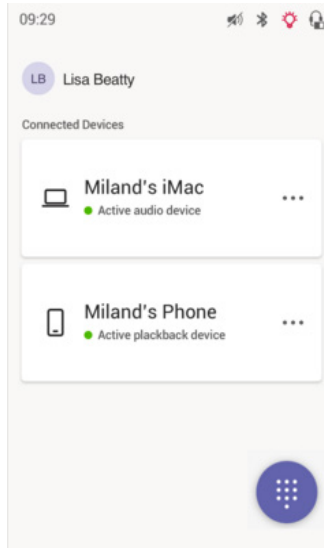 09:29
LB Lisa Beatty
Connected Devices
Miland's iMac
Active audio device
Miland's Phone
Active plackback device